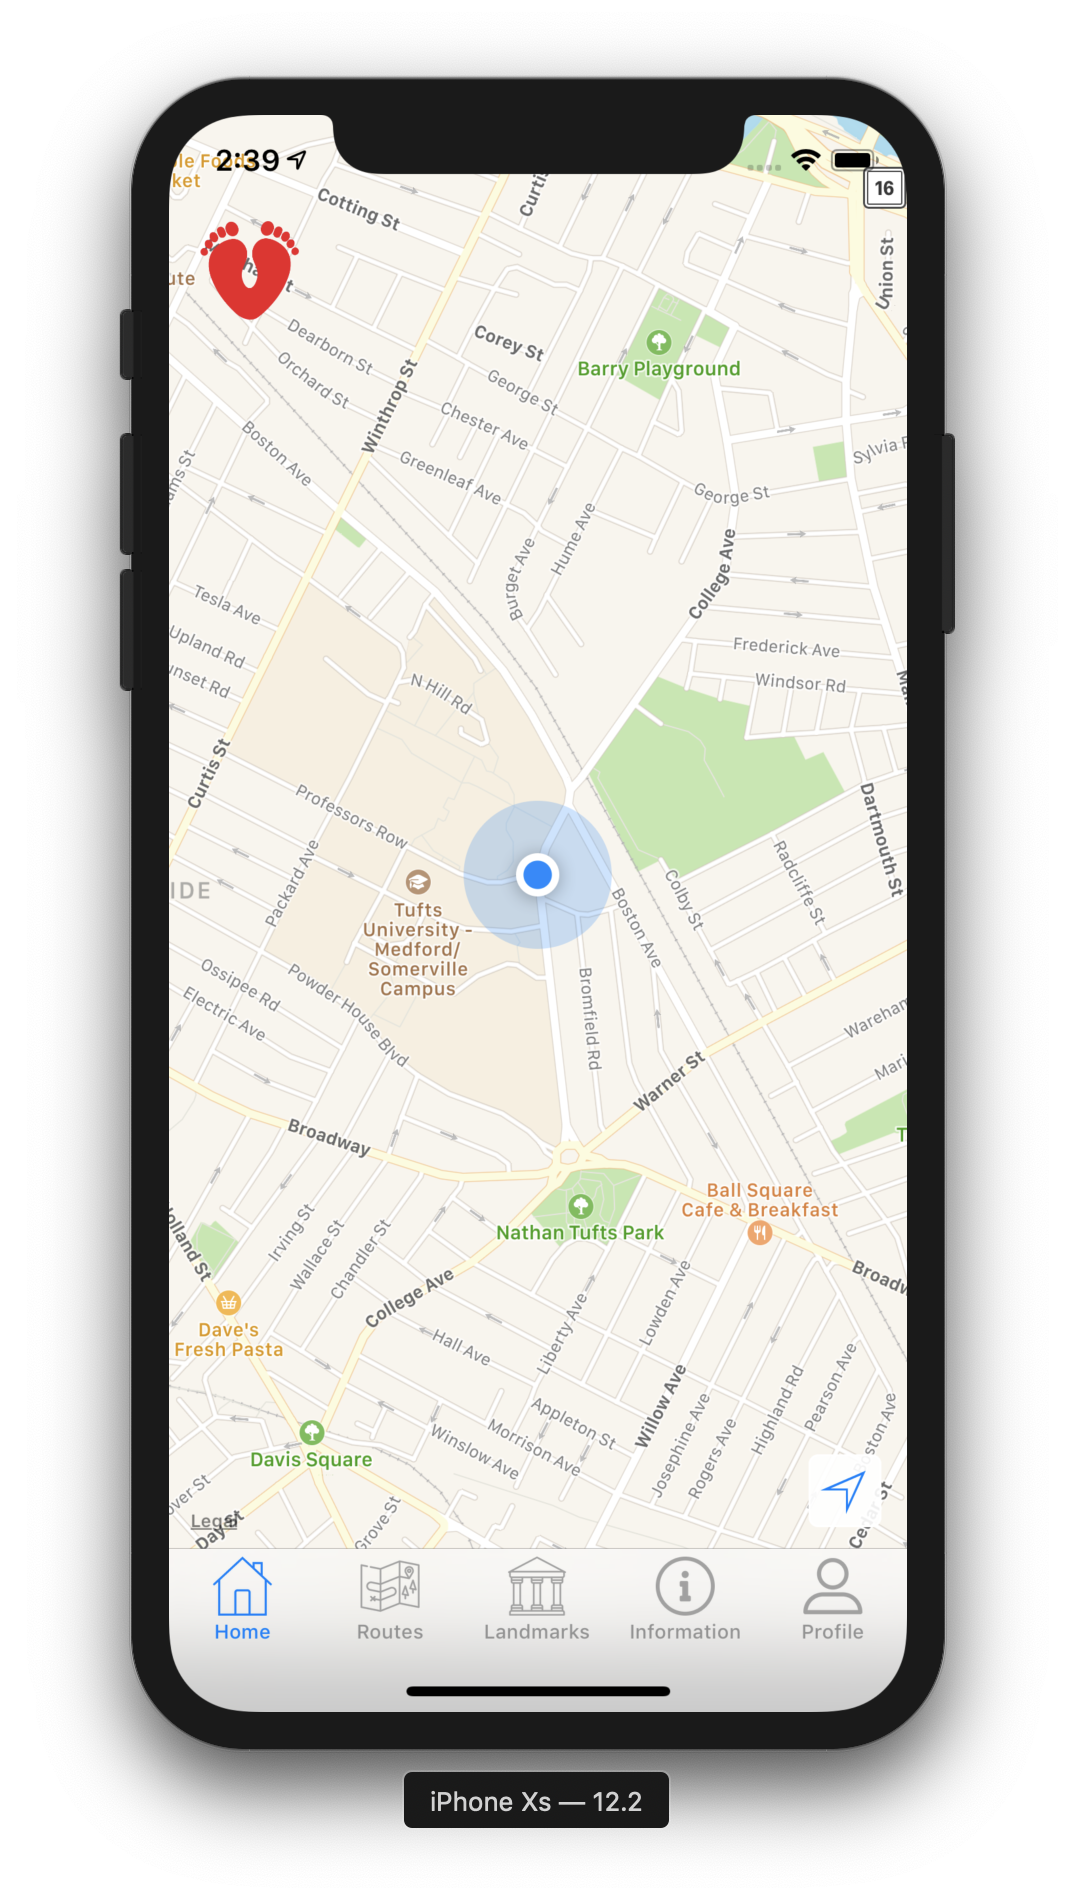 2:39
ket
16
Cotting St
Curtis
Union St
ute
Dearborn St
Corey St
Orchard St
George St
Barry Playground
Winthrop St
Chester Ave
Boston Ave
Greenleaf Ave
Sylvia R
ams St
George St
Hume Ave
College Ave
Burget Ave
Tesla Ave
Upland Rd
Frederick Ave
unset Rd
N Hill Rd
Windsor Rd
Curtis St
Professors Row
Dartmouth St
Packard Ave
IDE
Tufts
University -
Medford/
Somerville
Campus
Radcliffe St
Colby St
Boston Ave
Ossipee Rd
Powder House Blvd
Electric Ave
Bromfield Rd
Wareham
Mari
Warner St
Broadway
T
Ball Square
Cafe & Breakfast
Nathan Tufts Park
Holland St
Irving St
Wallace St
Chandler St
College Ave
Broadw
Dave's
Fresh Pasta
Hall Ave
Liberty Ave
Lowden Ave
Willow Ave
Appleton St
Morrison Ave
Winslow Ave
Josephine Ave
Rogers Ave
Highland Rd
Pearson Ave
oston Ave
Davis Square
over St
Legal
Day St
Grove St
Cedar St
Home
Routes
Landmarks
Information
Profile
iPhone Xs — 12.2